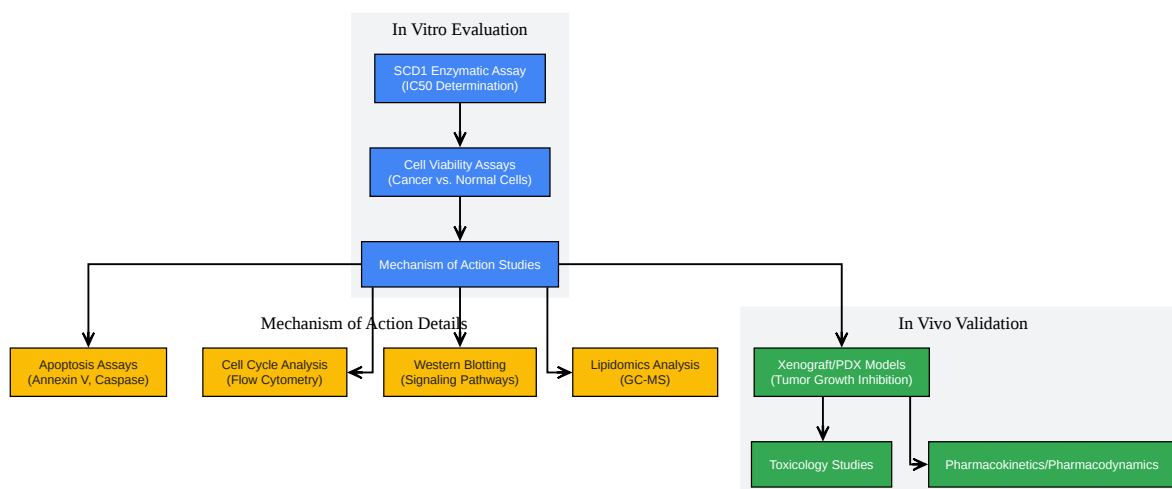 In Vitro Evaluation
SCD1 Enzymatic Assay
(IC50 Determination)
Cell Viability Assays
(Cancer vs. Normal Cells)
Mechanism of Action Studies
Mechanism of Action Details
In Vivo Validation
Apoptosis Assays
(Annexin V, Caspase)
Cell Cycle Analysis
(Flow Cytometry)
Western Blotting
(Signaling Pathways)
Lipidomics Analysis
(GC-MS)
Xenograft/PDX Models
(Tumor Growth Inhibition)
Toxicology Studies
Pharmacokinetics/Pharmacodynamics